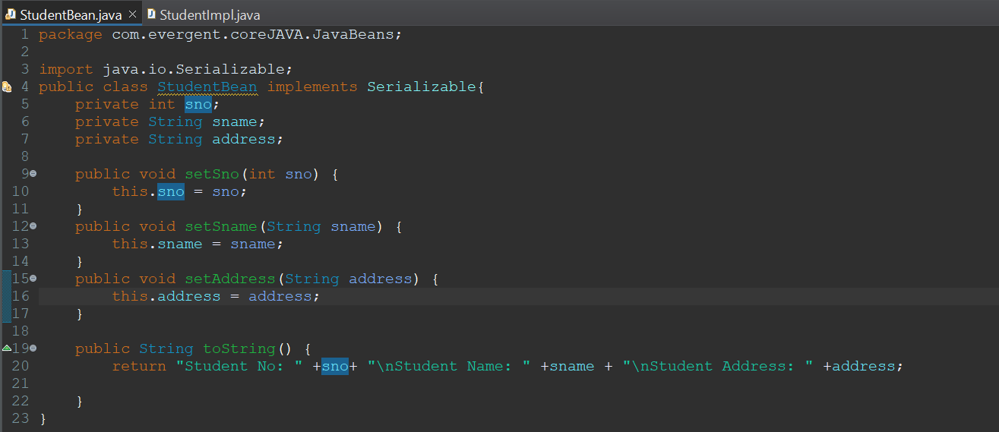 StudentBean.java × StudentImpl.java
1 package com.evergent.coreJAVA.JavaBeans;
2
3 import java.io.Serializable;
4 public class StudentBean implements Serializable{
5     private int sno;
6     private String sname;
7     private String address;
8
9     public void setSno(int sno) {
10         this.sno = sno;
11     }
12     public void setSname(String sname) {
13         this.sname = sname;
14     }
15     public void setAddress(String address) {
16         this.address = address;
17     }
18
19     public String toString() {
20         return "Student No: " +sno+ "\nStudent Name: " +sname + "\nStudent Address: " +address;
21
22     }
23 }